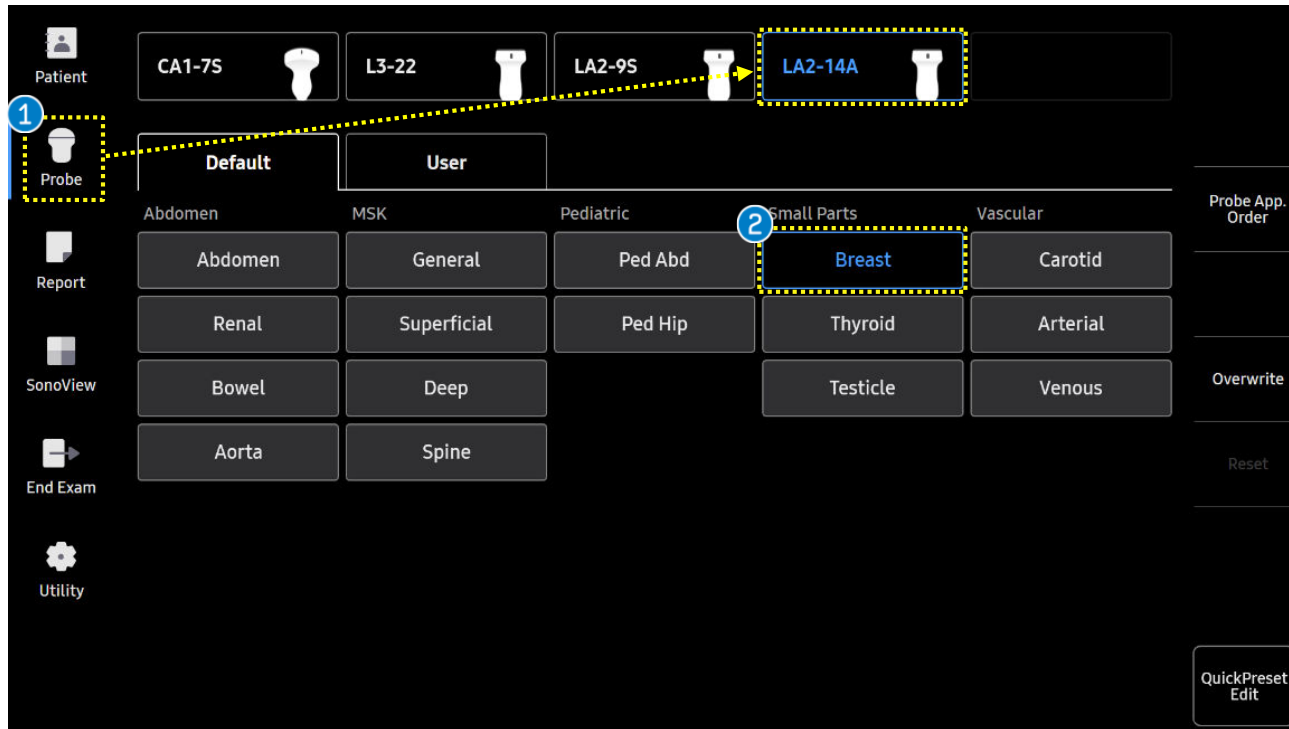 Patient
1
Probe
Report
SonoView
End Exam
Utility
CA1-7S
L3-22
LA2-9S
LA2-14A
Default
User
Abdomen
MSK
Pediatric
2
Small Parts
Vascular
Abdomen
General
Ped Abd
Breast
Carotid
Renal
Superficial
Ped Hip
Thyroid
Arterial
Bowel
Deep
Testicle
Venous
Aorta
Spine
Probe App.
Order
Overwrite
Reset
QuickPreset
Edit